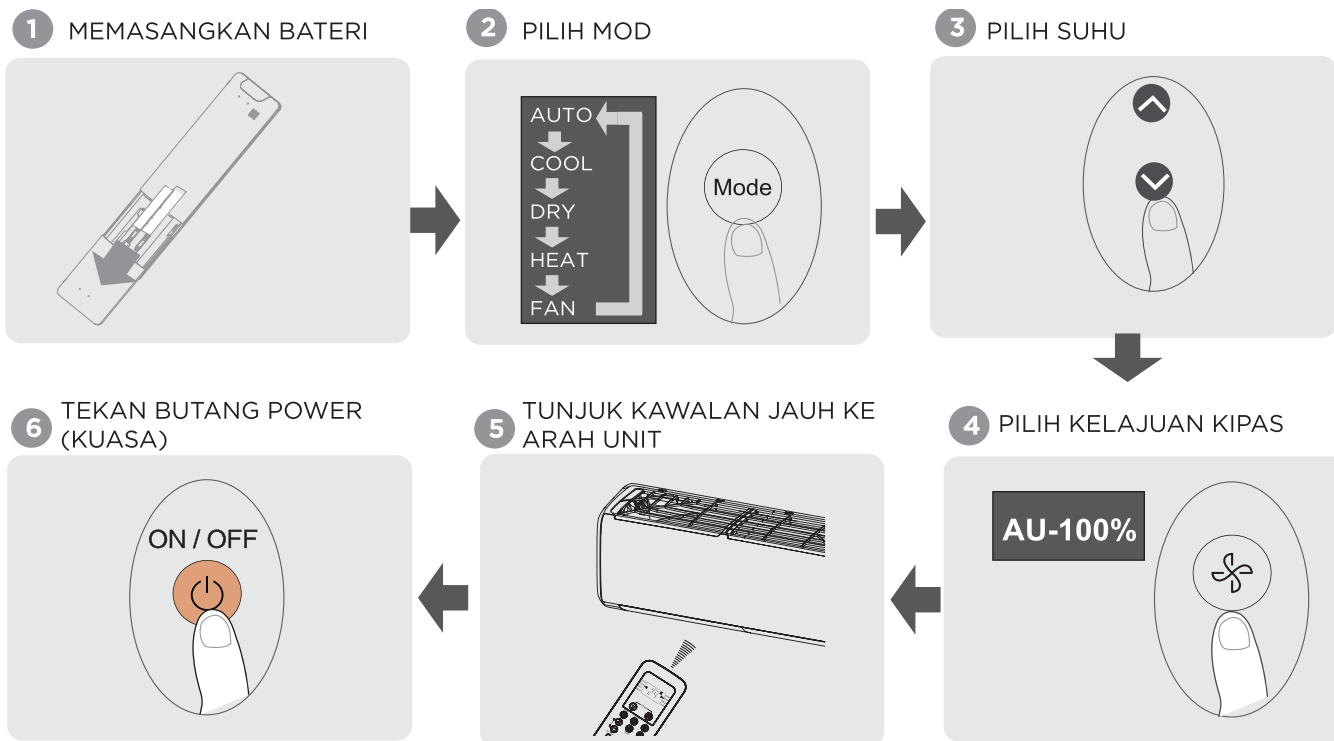 1 MEMASANGKAN BATERI
2 PILIH MOD
AUTO
COOL
DRY
HEAT
FAN
Mode
3 PILIH SUHU
4 PILIH KELAJUAN KIPAS
AU-100%
5 TUNJUK KAWALAN JAUH KE
ARAH UNIT
6 TEKAN BUTANG POWER
(KUASA)
ON / OFF